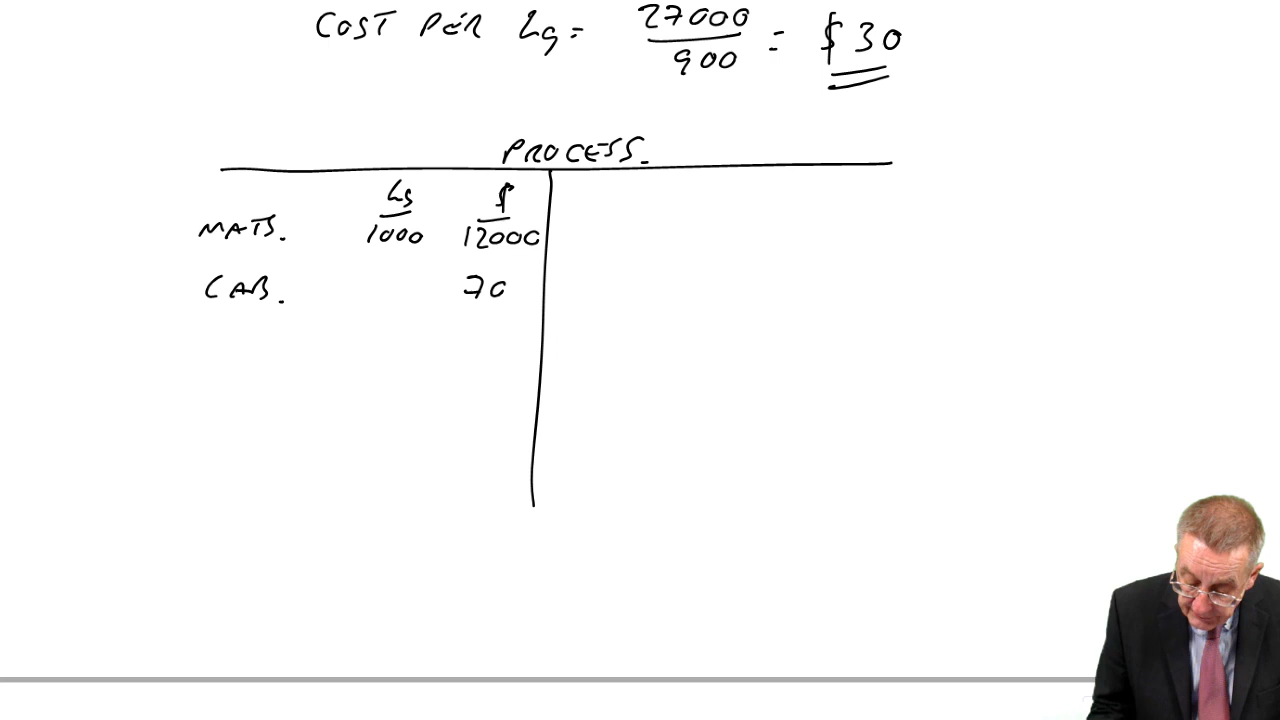 COST PER kg = 27000 / 900 = $30
PROCESS.
kg $
MATS. 1000 12000
LAB. 70